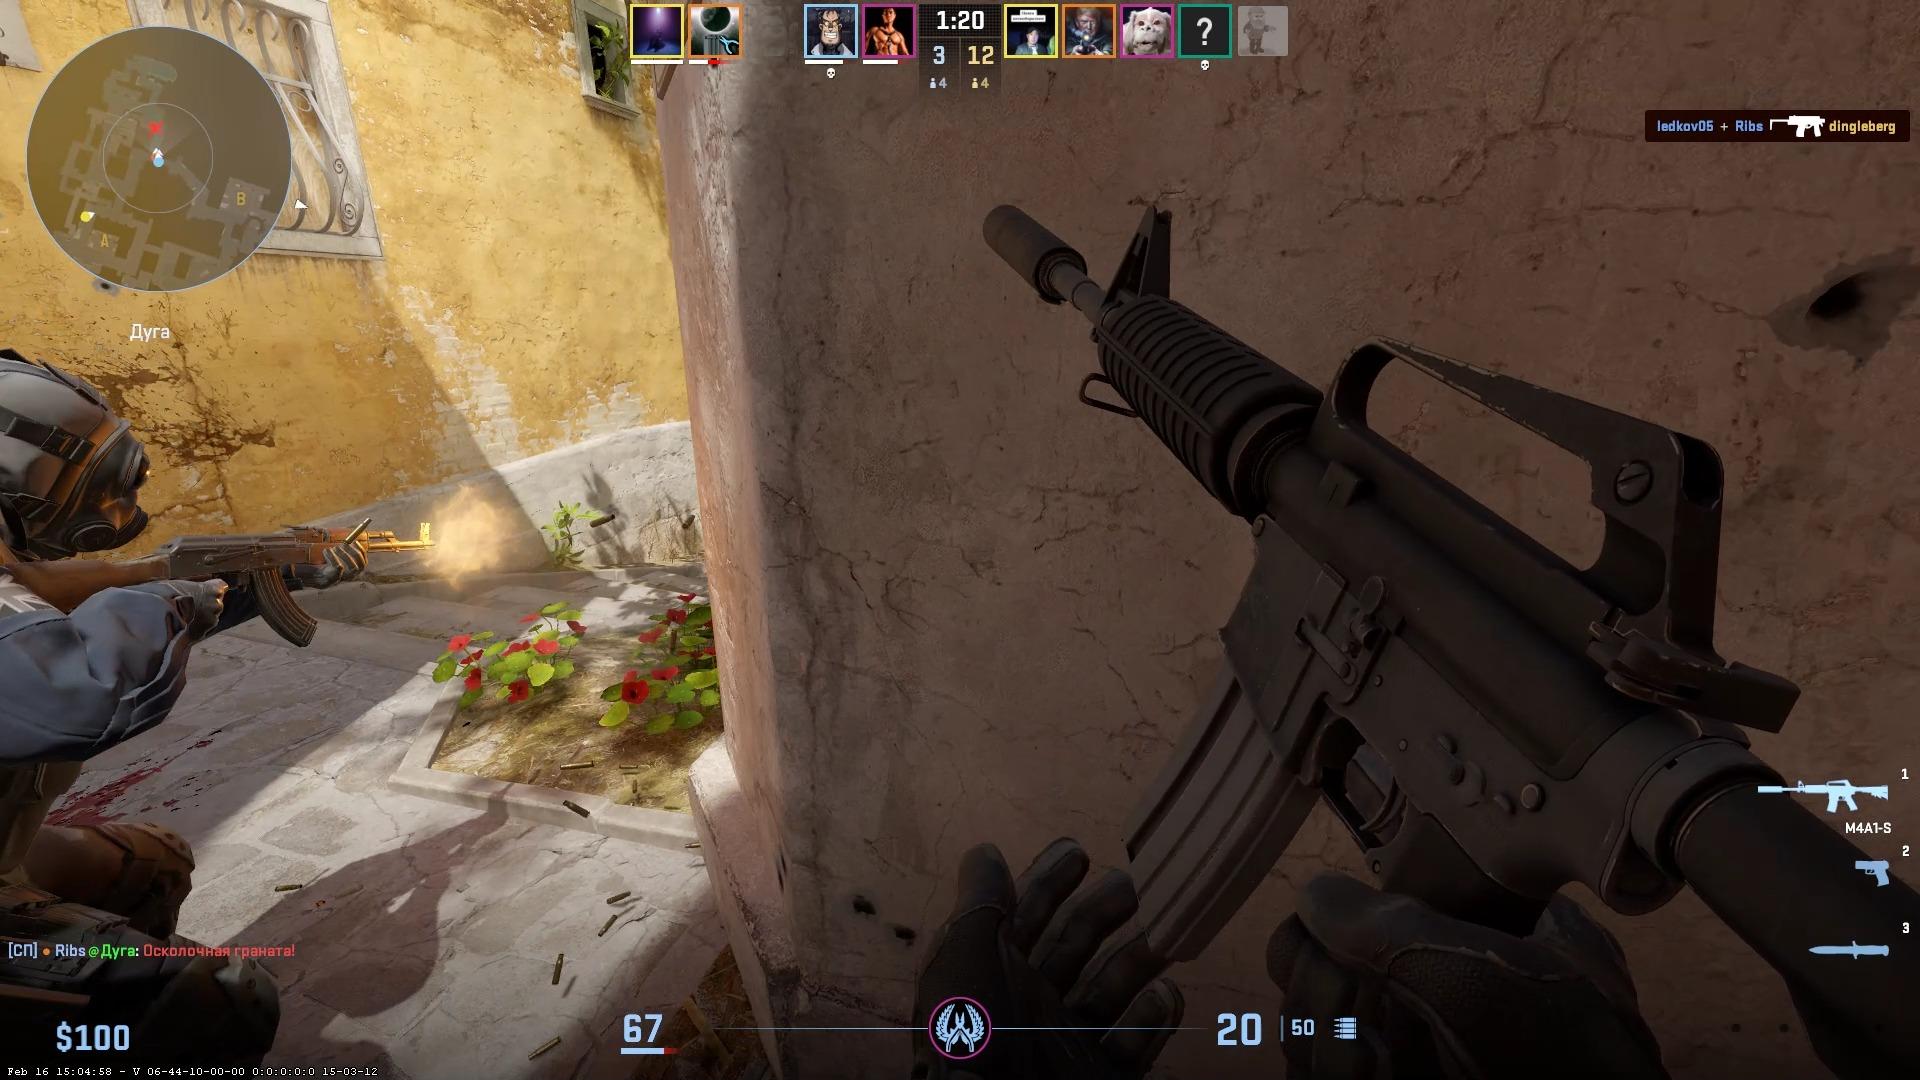 1:20
3 12
4 4
ledkov05 + Ribs dingleberg
B
A
Дуга
?
1
M4A1-S
2
3
[СП] • Ribs@Дуга: Осколочная граната!
$100
67
20 | 50
Feb 16 15:04:58 - V 06-44-10-00-00 0:0:0:0:0 15-03-12